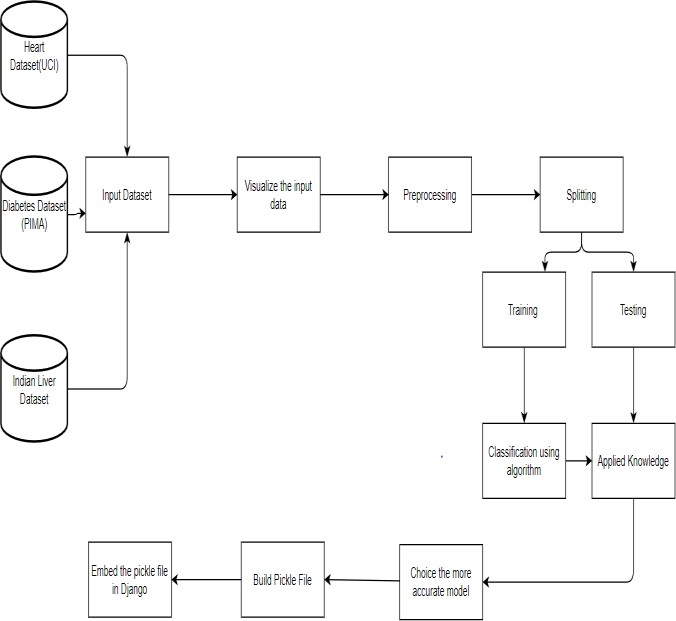 Heart
Dataset(UCI)
Diabetes Dataset
(PIMA)
Input Dataset
Visualize the input
data
Preprocessing
Splitting
Training
Testing
Indian Liver
Dataset
Classification using
algorithm
Applied Knowledge
Embed the pickle file
in Django
Build Pickle File
Choice the more
accurate model